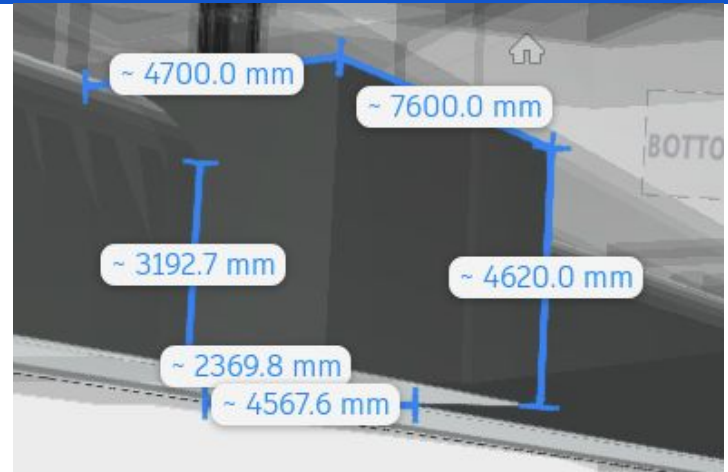 ~ 4700.0 mm
~ 7600.0 mm
BOTTO
~ 3192.7 mm
~ 4620.0 mm
~ 2369.8 mm
~ 4567.6 mm